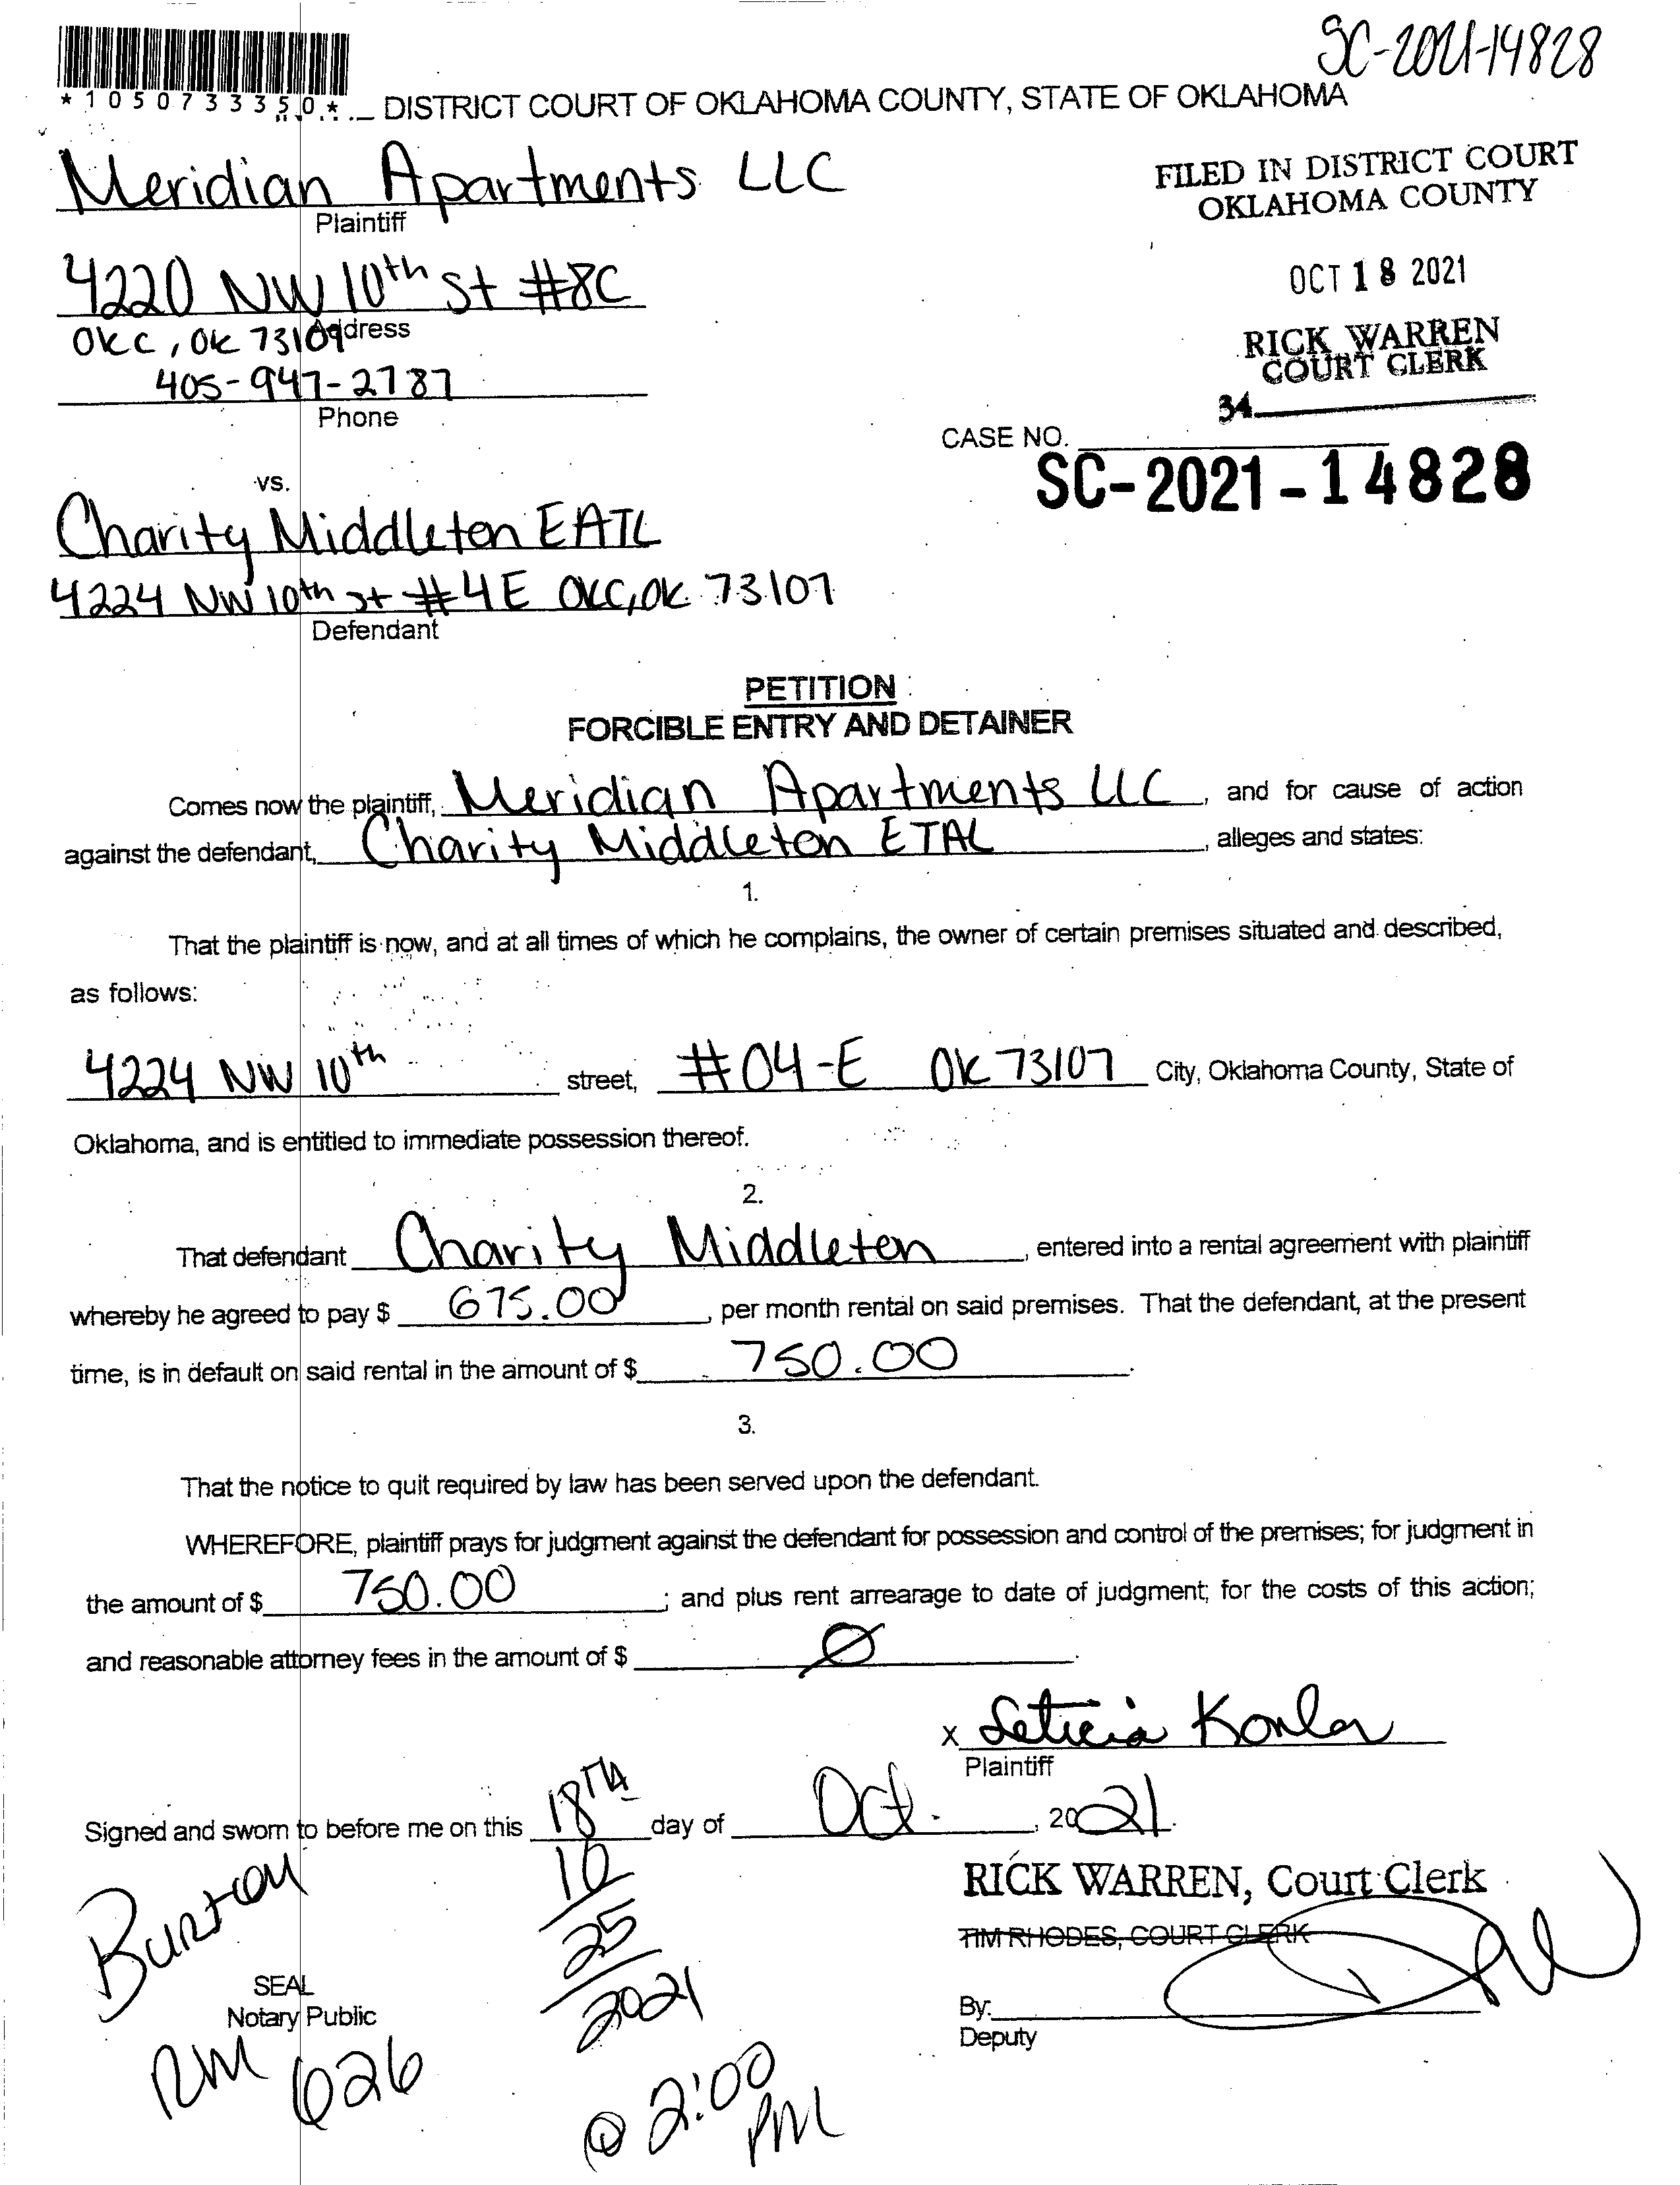 SC-2021-14828
*1050733350*
DISTRICT COURT OF OKLAHOMA COUNTY, STATE OF OKLAHOMA
Meridian Apartments LLC
Plaintiff
FILED IN DISTRICT COURT
OKLAHOMA COUNTY
4220 NW 10th St #8C
OKC, OK 73109
Address
OCT 18 2021
405-947-2787
Phone
RICK WARREN
COURT CLERK
34
CASE NO.
SC-2021-14828
vs.
Charity Middleton EATL
4224 NW 10th st #4E OKC, OK 73107
Defendant
PETITION
FORCIBLE ENTRY AND DETAINER
Comes now the plaintiff, Meridian Apartments LLC, and for cause of action
against the defendant, Charity Middleton ETAL, alleges and states:
1.
That the plaintiff is now, and at all times of which he complains, the owner of certain premises situated and described,
as follows:
4224 NW 10th street, #04-E OK 73107 City, Oklahoma County, State of
Oklahoma, and is entitled to immediate possession thereof.
2.
That defendant Charity Middleton, entered into a rental agreement with plaintiff
whereby he agreed to pay $ 675.00, per month rental on said premises. That the defendant, at the present
time, is in default on said rental in the amount of $ 750.00.
3.
That the notice to quit required by law has been served upon the defendant.
WHEREFORE, plaintiff prays for judgment against the defendant for possession and control of the premises; for judgment in
the amount of $ 750.00; and plus rent arrearage to date of judgment; for the costs of this action;
and reasonable attorney fees in the amount of $ Ø.
X Leticia
Plaintiff
Signed and sworn to before me on this 18TH day of Oct., 2021.
RICK WARREN, Court Clerk
TIM RHODES, COURT CLERK
Burton
10/25/2021
SEAL
Notary Public
By:
Deputy
RM 626
@ 2:00 PM